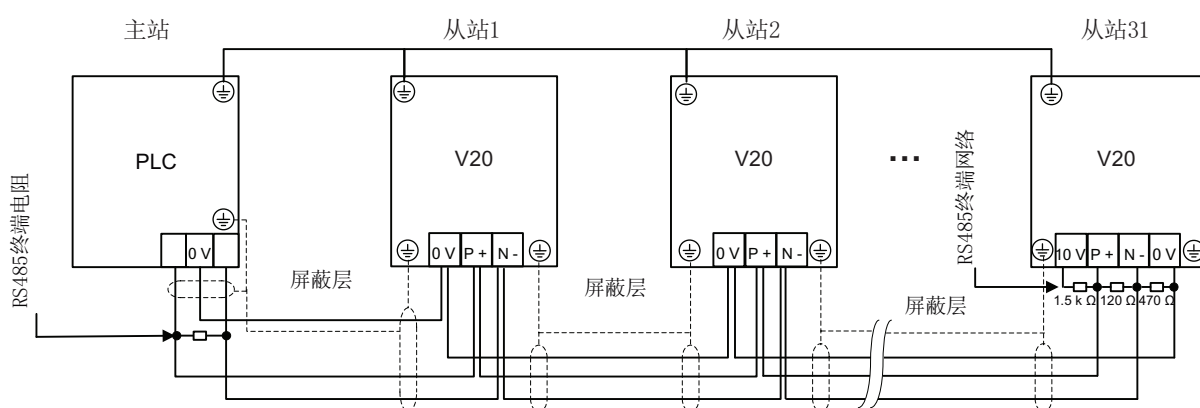 主站
从站1
从站2
从站31
PLC
V20
V20
...
V20
RS485终端电阻
RS485终端网络
0 V
0 V P+ N-
0 V P+ N-
10 V P+ N- 0 V
屏蔽层
屏蔽层
屏蔽层
1.5 k Ω 120 Ω 470 Ω